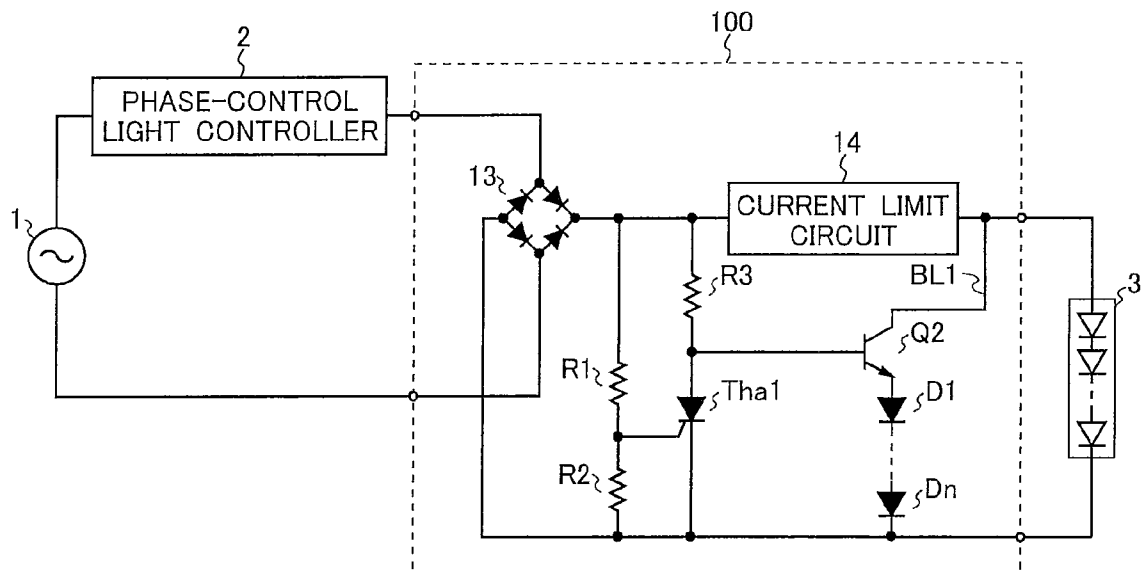 100
2
PHASE-CONTROL
LIGHT CONTROLLER
14
13
CURRENT LIMIT
CIRCUIT
1
R3
BL1
3
Q2
R1
Tha1
D1
R2
Dn